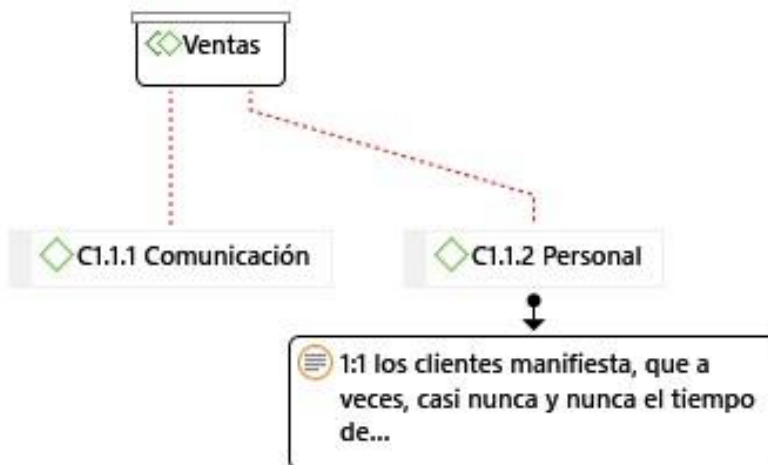 Ventas
C1.1.1 Comunicación
C1.1.2 Personal
1:1 los clientes manifiesta, que a
veces, casi nunca y nunca el tiempo
de...